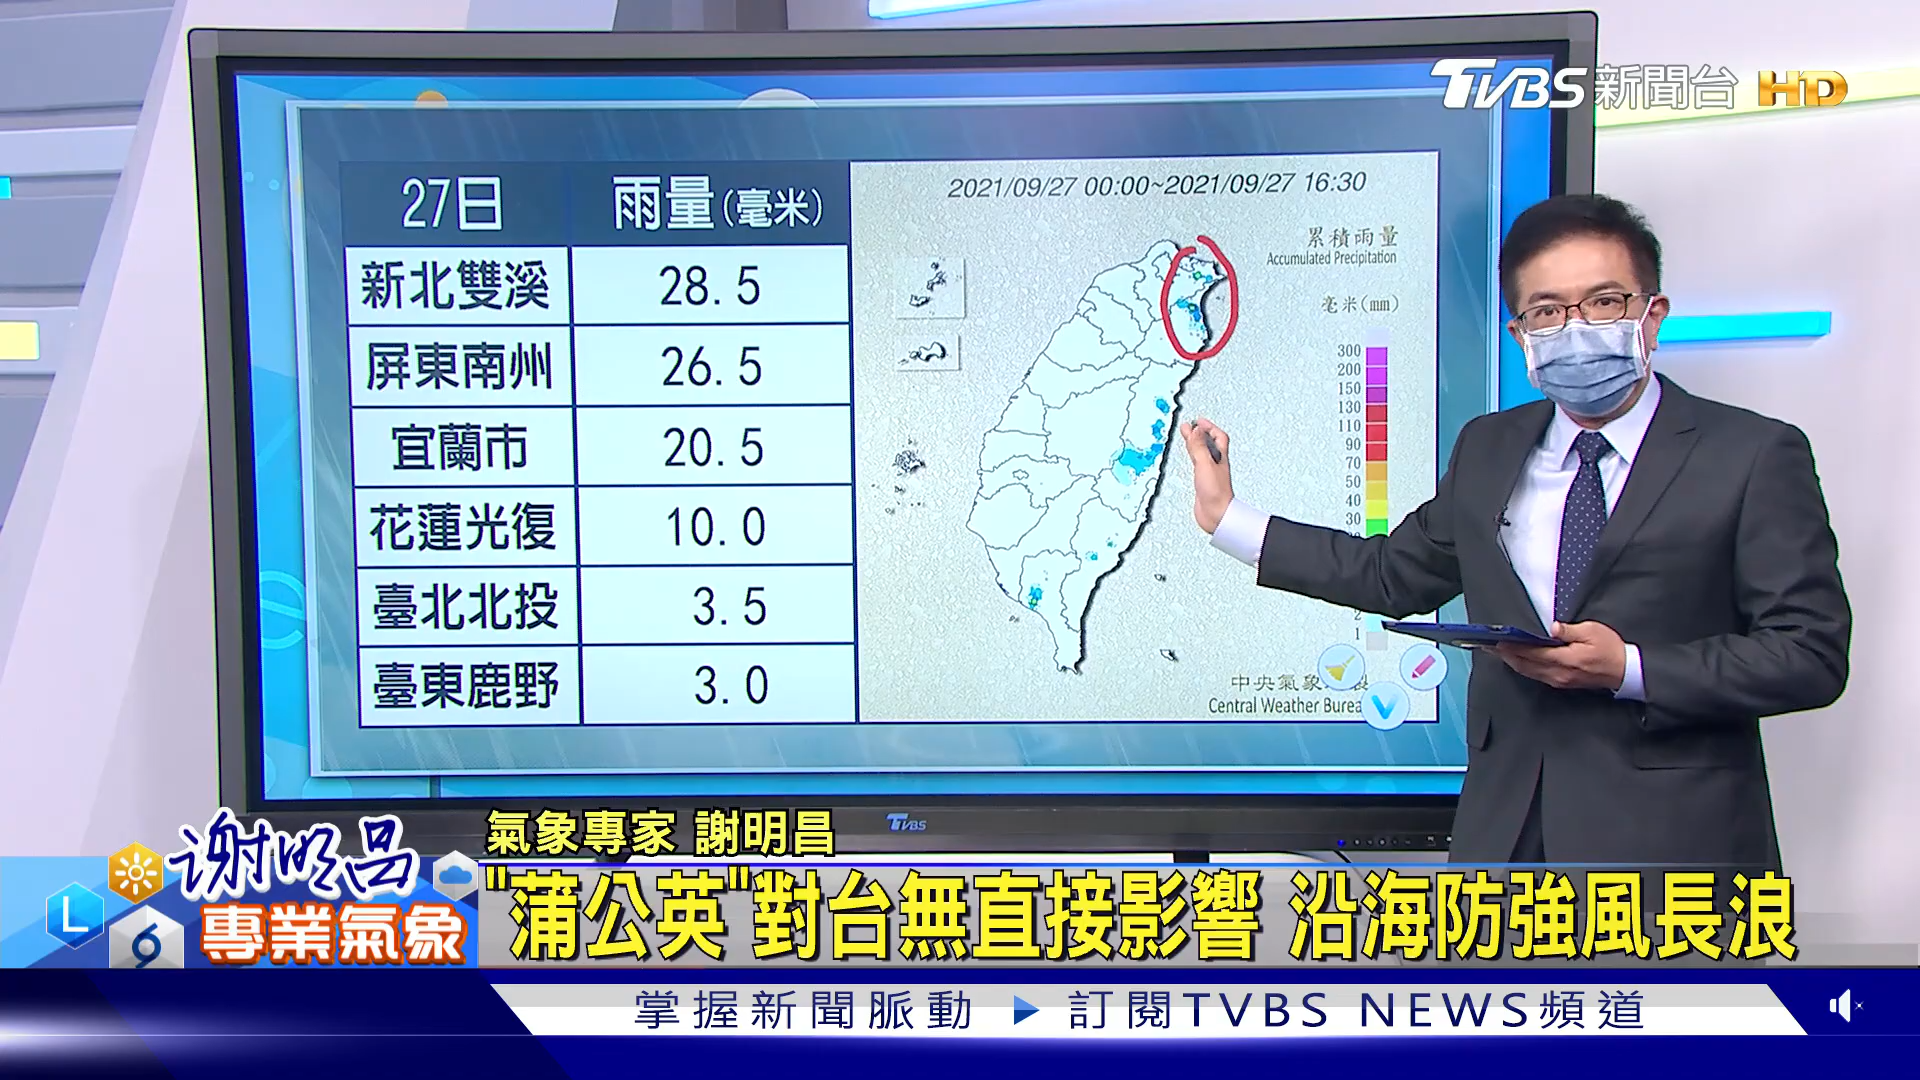 TVBS新聞台 HD
27日 雨量(毫米)
新北雙溪 28.5
屏東南州 26.5
宜蘭市 20.5
花蓮光復 10.0
臺北北投 3.5
臺東鹿野 3.0
2021/09/27 00:00~2021/09/27 16:30
累積雨量
Accumulated Precipitation
毫米(mm)
300
200
150
130
110
90
70
50
40
30
2
1
中央氣象
Central Weather Burea
TVBS
謝明昌
專業氣象
L
氣象專家 謝明昌
"蒲公英"對台無直接影響 沿海防強風長浪
掌握新聞脈動 ▶ 訂閱TVBS NEWS頻道